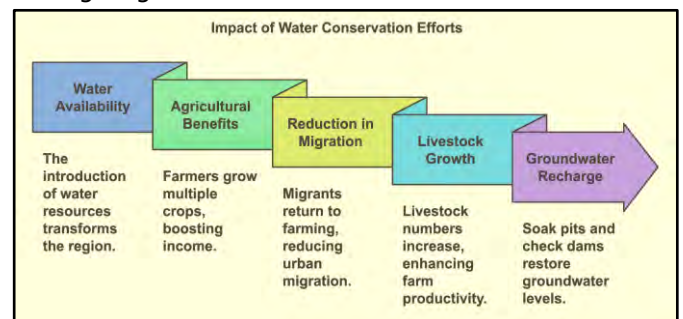 Impact of Water Conservation Efforts
Water
Availability
The
introduction
of water
resources
transforms
the region.
Agricultural
Benefits
Farmers grow
multiple
crops,
boosting
income.
Reduction in
Migration
Migrants
return to
farming,
reducing
urban
migration.
Livestock
Growth
Livestock
numbers
increase,
enhancing
farm
productivity.
Groundwater
Recharge
Soak pits and
check dams
restore
groundwater
levels.